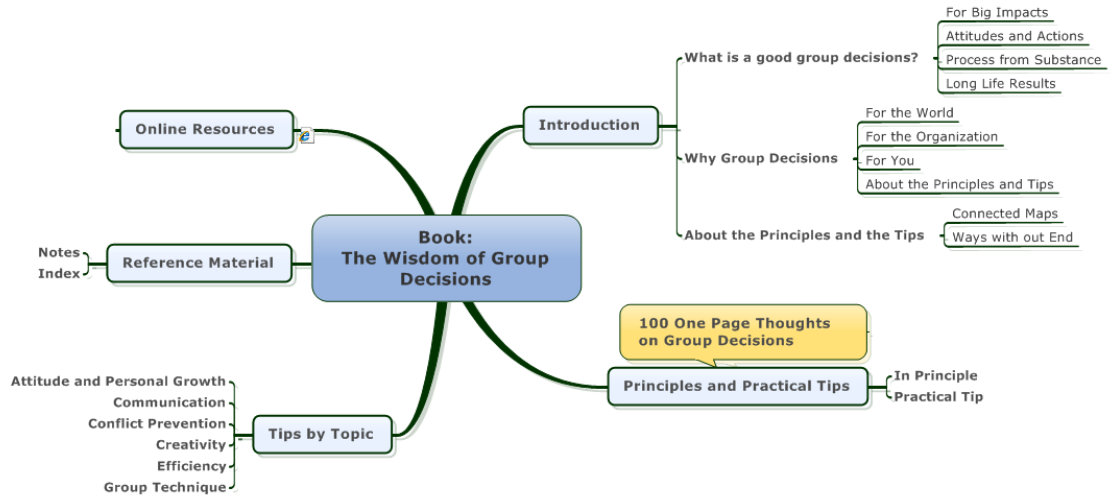 Book:
The Wisdom of Group
Decisions
Introduction
What is a good group decisions?
For Big Impacts
Attitudes and Actions
Process from Substance
Long Life Results
Why Group Decisions
For the World
For the Organization
For You
About the Principles and Tips
About the Principles and the Tips
Connected Maps
Ways with out End
100 One Page Thoughts
on Group Decisions
Principles and Practical Tips
In Principle
Practical Tip
Tips by Topic
Attitude and Personal Growth
Communication
Conflict Prevention
Creativity
Efficiency
Group Technique
Reference Material
Notes
Index
Online Resources